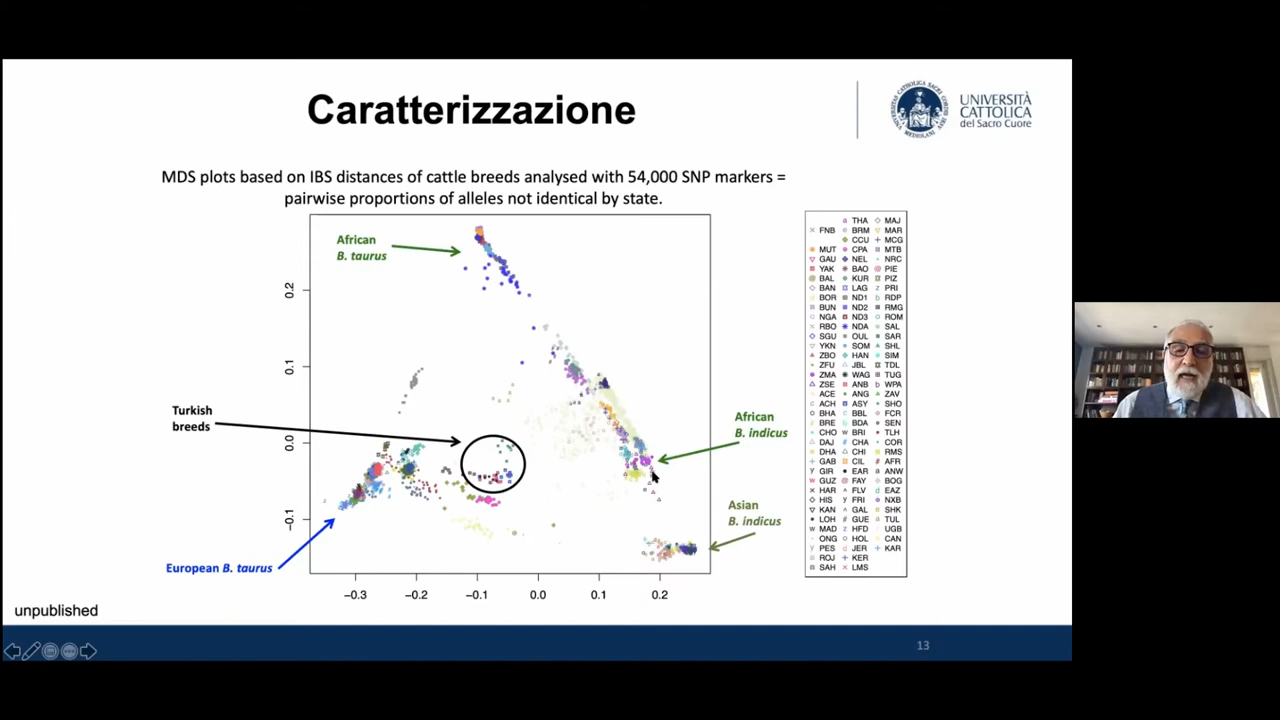 Caratterizzazione
UNIVERSITÀ
CATTOLICA
del Sacro Cuore
MDS plots based on IBS distances of cattle breeds analysed with 54,000 SNP markers =
pairwise proportions of alleles not identical by state.
African
B. taurus
Turkish
breeds
African
B. indicus
Asian
B. indicus
European B. taurus
0.2
0.1
0.0
−0.1
−0.3
−0.2
−0.1
0.0
0.1
0.2
THA MAJ
FNB BRM MAR
CCU MCG
MUT CPA MTB
GAU NEL NRC
YAK BAO PIE
BAL KUR PIZ
BAN LAG PRI
BOR ND1 RDP
BUN ND2 RMG
NGA ND3 ROM
RBO NDA SAL
SGU OUL SAR
YKN SOM SHL
ZBO HAN SIM
ZFU JBL TDL
ZMA WAG TUG
ZSE ANB WPA
ACE ANG ZAV
ACH ASY SHO
BHA BBL FCR
BRE BDA SEN
CHO BRI TLH
DAJ CHA COR
DAM CHI RMS
GAB CIL AFR
GIR EAR ANW
GUZ FAY BOG
HAR FLV EAZ
HIS FRI NXB
KAN GAL SHK
LOH GUE TUL
MAD HFD UGB
ONG HOL CAN
PES JER KAR
ROJ KER
SAH LMS
unpublished
13